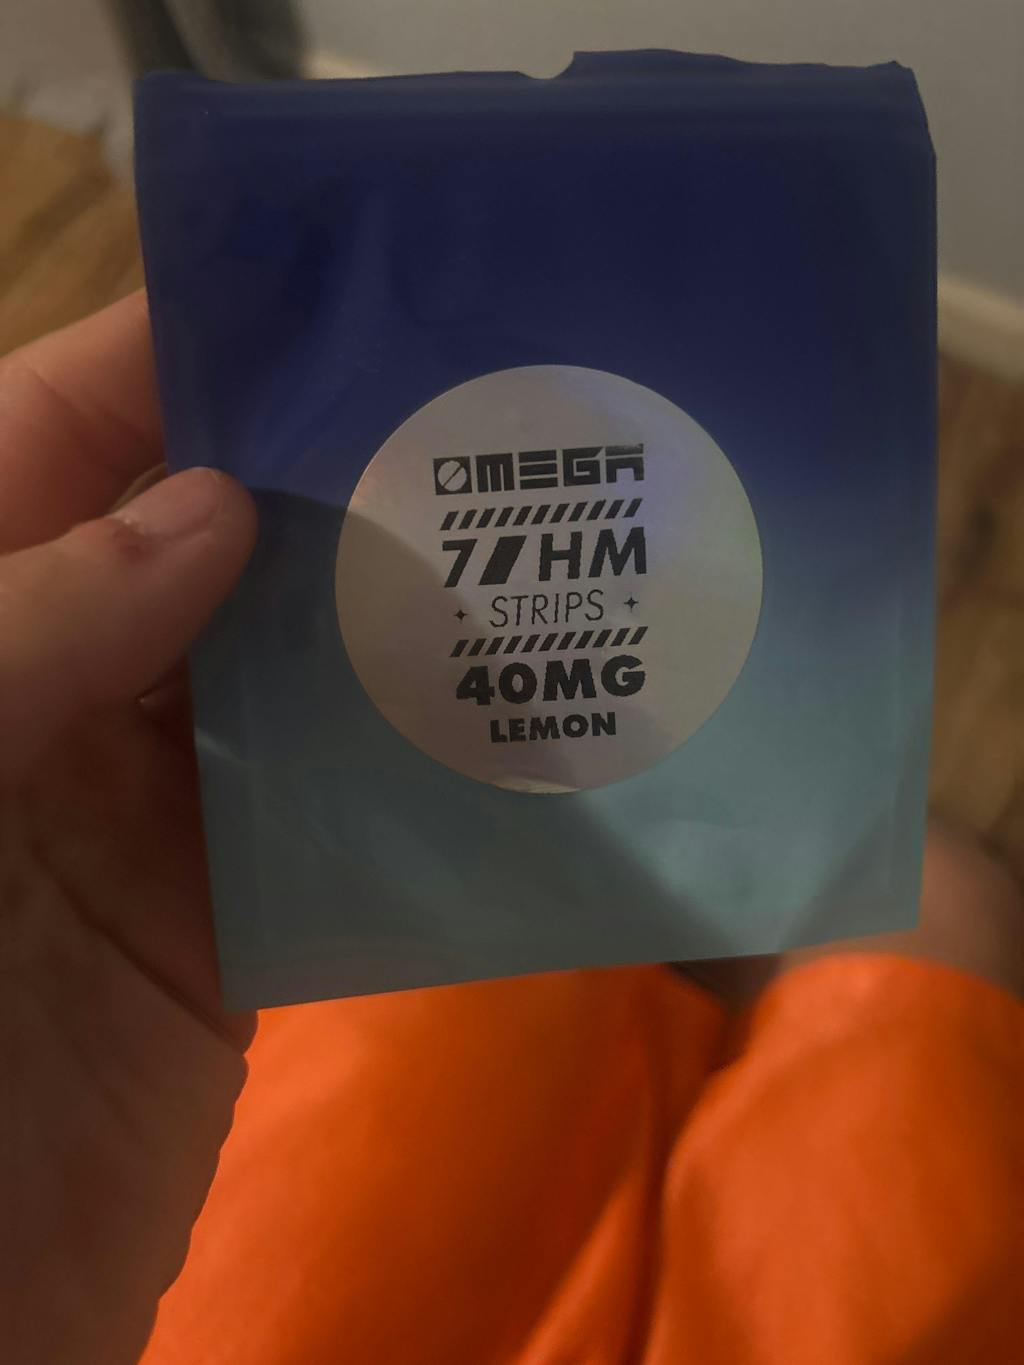 OMEGA
7/HM
STRIPS
40MG
LEMON